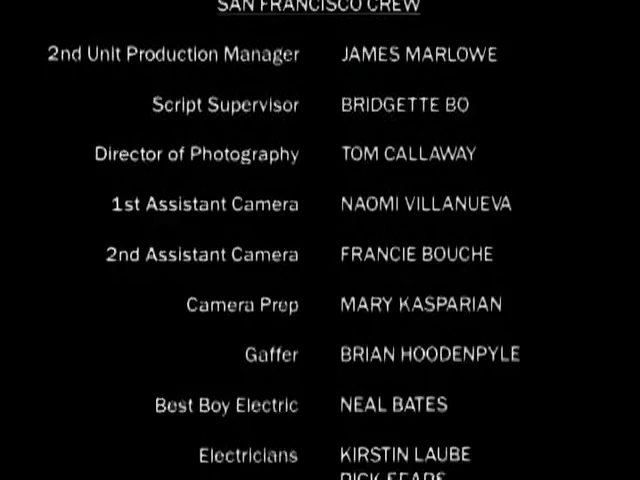 SAN FRANCISCO CREW
2nd Unit Production Manager JAMES MARLOWE
Script Supervisor BRIDGETTE BO
Director of Photography TOM CALLAWAY
1st Assistant Camera NAOMI VILLANUEVA
2nd Assistant Camera FRANCIE BOUCHE
Camera Prep MARY KASPARIAN
Gaffer BRIAN HOODENPYLE
Best Boy Electric NEAL BATES
Electricians KIRSTIN LAUBE